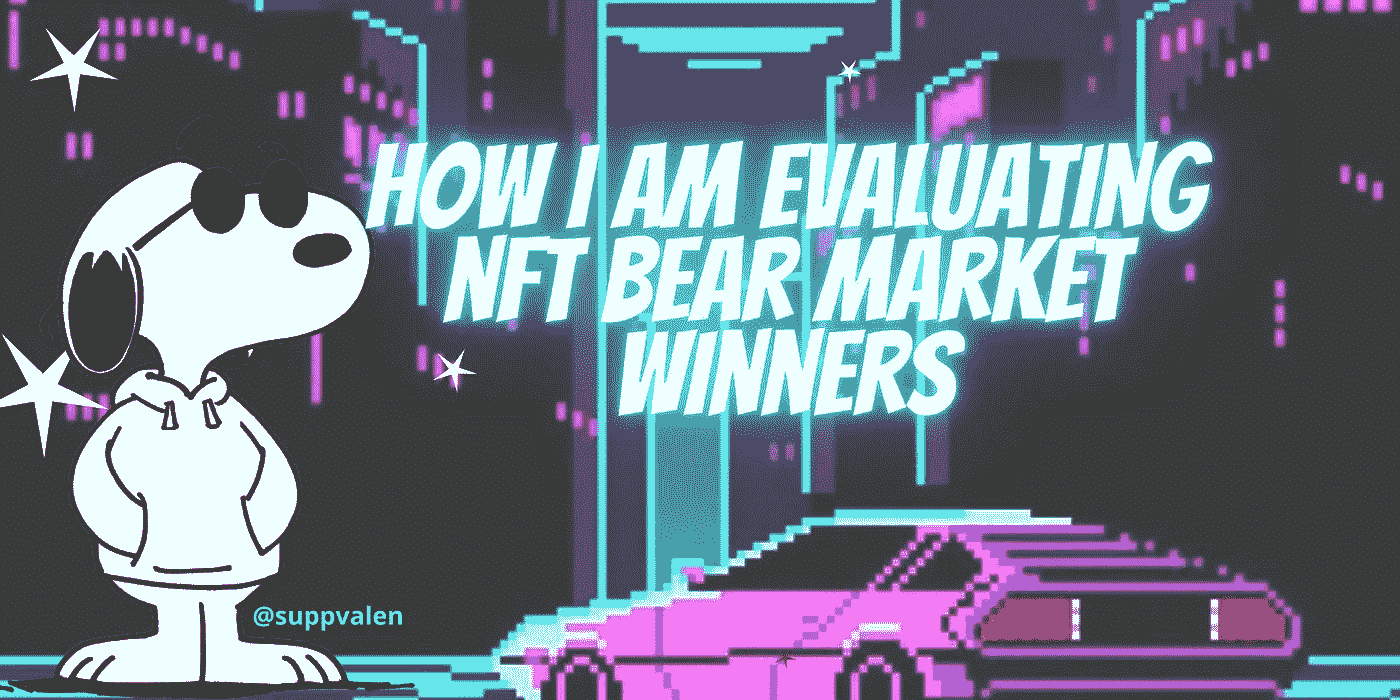 HOW I AM EVALUATING
NFT BEAR MARKET
WINNERS
@suppvalen